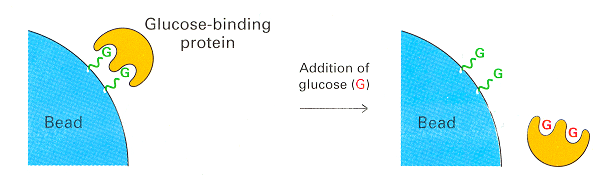 Glucose-binding
protein
G
G
Bead
Addition of
glucose (G)
G
G
Bead
G
G